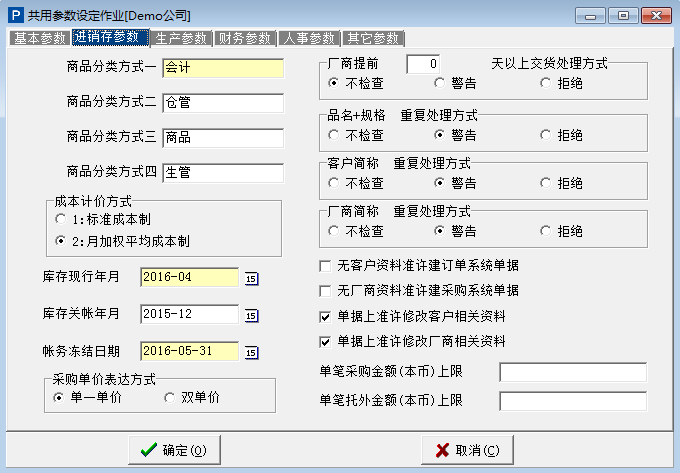 P 共用参数设定作业[Demo公司]
基本参数 进销存参数 生产参数 财务参数 人事参数 其它参数
商品分类方式一 会计
商品分类方式二 仓管
商品分类方式三 商品
商品分类方式四 生管
成本计价方式
1:标准成本制
2:月加权平均成本制
库存现行年月 2016-04 15
库存关帐年月 2015-12 15
帐务冻结日期 2016-05-31 15
采购单价表达方式
单一单价 双单价
厂商提前 0 天以上交货处理方式
不检查 警告 拒绝
品名+规格 重复处理方式
不检查 警告 拒绝
客户简称 重复处理方式
不检查 警告 拒绝
厂商简称 重复处理方式
不检查 警告 拒绝
无客户资料准许建订单系统单据
无厂商资料准许建采购系统单据
单据上准许修改客户相关资料
单据上准许修改厂商相关资料
单笔采购金额(本币)上限
单笔托外金额(本币)上限
确定(O) 取消(C)